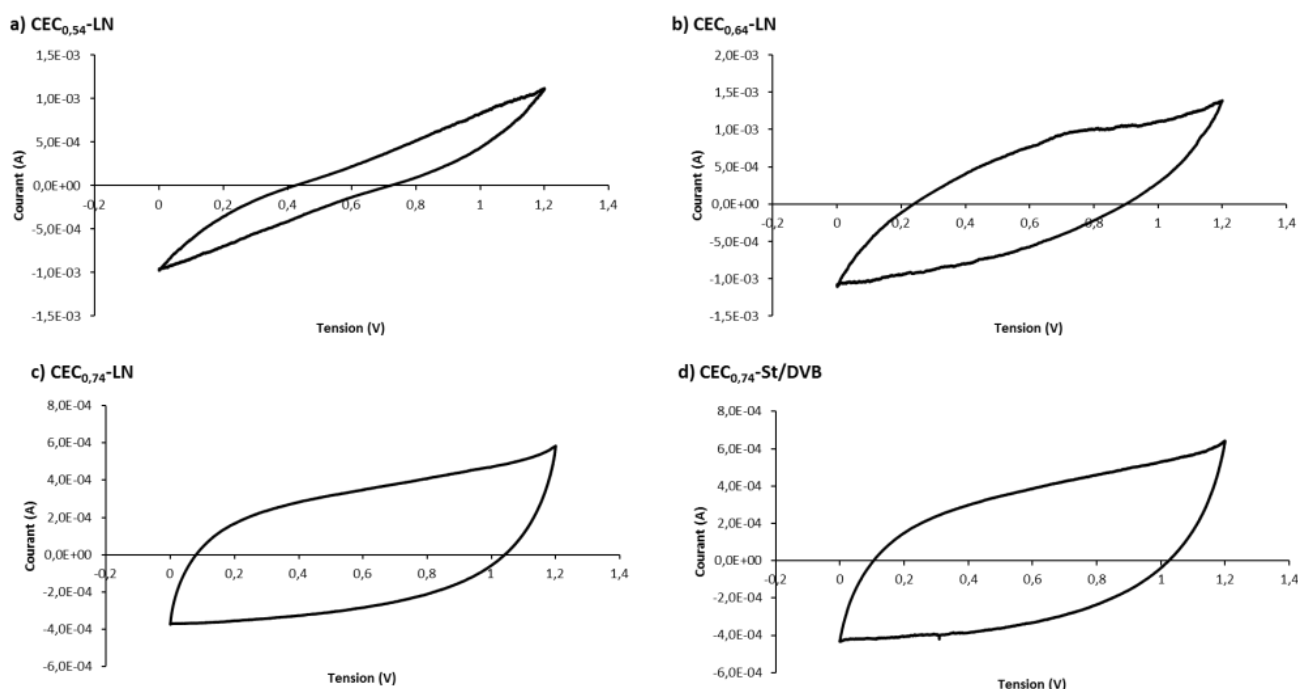 a) CEC0,54-LN
1,5E-03
1,0E-03
5,0E-04
0,0E+00
-5,0E-04
-1,0E-03
-1,5E-03
-0,2
0
0,2
0,4
0,6
0,8
1
1,2
1,4
Courant (A)
Tension (V)
b) CEC0,64-LN
2,0E-03
1,5E-03
1,0E-03
5,0E-04
0,0E+00
-5,0E-04
-1,0E-03
-1,5E-03
-0,2
0
0,2
0,4
0,6
0,8
1
1,2
1,4
Courant (A)
Tension (V)
c) CEC0,74-LN
8,0E-04
6,0E-04
4,0E-04
2,0E-04
0,0E+00
-2,0E-04
-4,0E-04
-6,0E-04
-0,2
0
0,2
0,4
0,6
0,8
1
1,2
1,4
Courant (A)
Tension (V)
d) CEC0,74-St/DVB
8,0E-04
6,0E-04
4,0E-04
2,0E-04
0,0E+00
-2,0E-04
-4,0E-04
-6,0E-04
-0,2
0
0,2
0,4
0,6
0,8
1
1,2
1,4
Courant (A)
Tension (V)